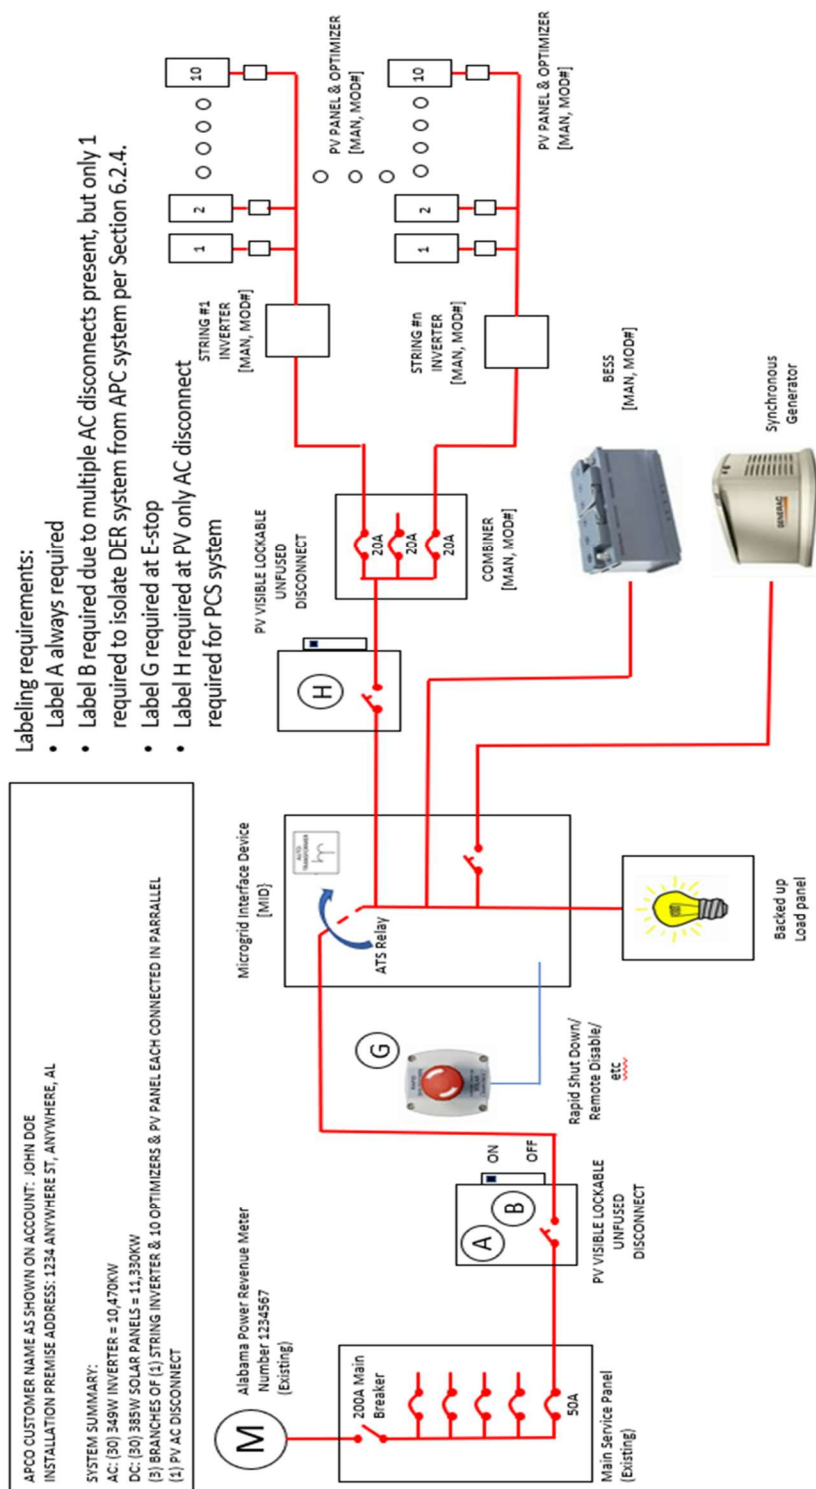 APCO CUSTOMER NAME AS SHOWN ON ACCOUNT: JOHN DOE
INSTALLATION PREMISE ADDRESS: 1234 ANYWHERE ST, ANYWHERE, AL
SYSTEM SUMMARY:
AC: (30) 349W INVERTER = 10,470KW
DC: (30) 385W SOLAR PANELS = 11,330KW
(3) BRANCHES OF (1) STRING INVERTER & 10 OPTIMIZERS & PV PANEL EACH CONNECTED IN PARRALLEL
(1) PV AC DISCONNECT
Labeling requirements:
• Label A always required
• Label B required due to multiple AC disconnects present, but only 1
required to isolate DER system from APC system per Section 6.2.4.
• Label G required at E-stop
• Label H required at PV only AC disconnect
required for PCS system
M
Alabama Power Revenue Meter
Number 1234567
(Existing)
200A Main
Breaker
50A
Main Service Panel
(Existing)
A
B
ON
OFF
PV VISIBLE LOCKABLE
UNFUSED
DISCONNECT
G
Rapid Shut Down/
Remote Disable/
etc
Microgrid Interface Device
[MID}
AUTO
TRANSFORMER
ATS Relay
Backed up
Load panel
PV VISIBLE LOCKABLE
UNFUSED
DISCONNECT
H
20A
20A
20A
COMBINER
[MAN, MOD#]
STRING #1
INVERTER
[MAN, MOD#]
1
2
10
PV PANEL & OPTIMIZER
[MAN, MOD#]
STRING #n
INVERTER
[MAN, MOD#]
1
2
10
PV PANEL & OPTIMIZER
[MAN, MOD#]
BESS
[MAN, MOD#]
Synchronous
Generator
GENERAC